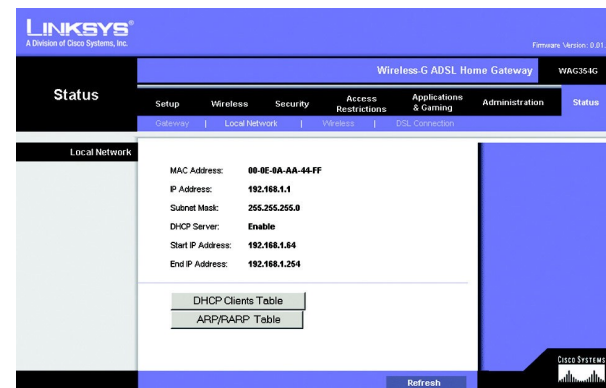 LINKSYS®
A Division of Cisco Systems, Inc.
Firmware Version: 0.01.
Wireless-G ADSL Home Gateway WAG354G
Status
Setup Wireless Security Access Restrictions Applications & Gaming Administration Status
Gateway | Local Network | Wireless | DSL Connection
Local Network
MAC Address: 00-0E-0A-AA-44-FF
IP Address: 192.168.1.1
Subnet Mask: 255.255.255.0
DHCP Server: Enable
Start IP Address: 192.168.1.64
End IP Address: 192.168.1.254
DHCP Clients Table
ARP/RARP Table
Refresh
CISCO SYSTEMS